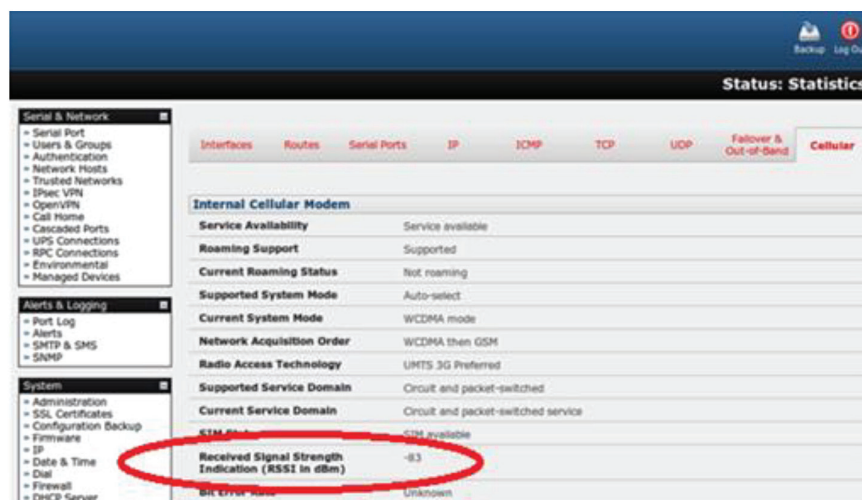 Backup Log Ou
Status: Statistics
Serial & Network
Serial Port
Users & Groups
Authentication
Network Hosts
Trusted Networks
IPsec VPN
OpenVPN
Call Home
Cascaded Ports
UPS Connections
RPC Connections
Environmental
Managed Devices
Alerts & Logging
Port Log
Alerts
SMTP & SMS
SNMP
System
Administration
SSL Certificates
Configuration Backup
Firmware
IP
Date & Time
Dial
Firewall
DHCP Server
Interfaces Routes Serial Ports IP ICMP TCP UDP Failover & Out-of-Band Cellular
Internal Cellular Modem
Service Availability Service available
Roaming Support Supported
Current Roaming Status Not roaming
Supported System Mode Auto-select
Current System Mode WCDMA mode
Network Acquisition Order WCDMA then GSM
Radio Access Technology UMTS 3G Preferred
Supported Service Domain Circuit and packet-switched
Current Service Domain Circuit and packet-switched service
SIM available
Received Signal Strength -83
Indication (RSSI in dBm)
Bit Error Rate Unknown